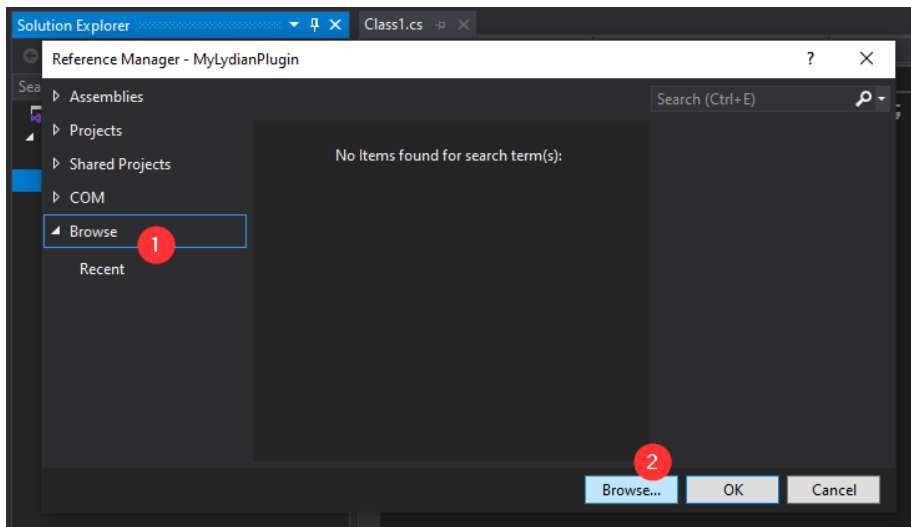 Solution Explorer
Class1.cs
Reference Manager - MyLydianPlugin
?
Sea
Assemblies
Search (Ctrl+E)
Projects
No Items found for search term(s):
Shared Projects
COM
Browse
1
Recent
2
Browse...
OK
Cancel